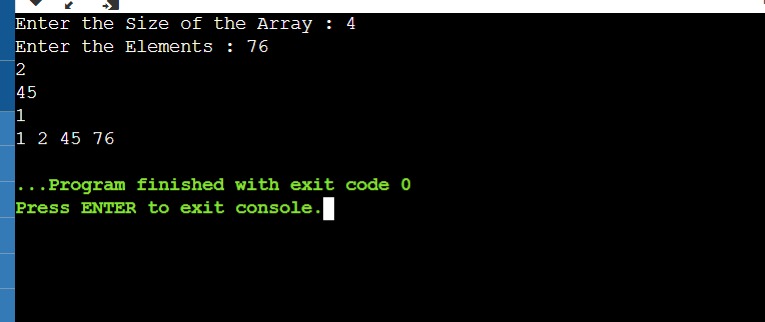 Enter the Size of the Array : 4
Enter the Elements : 76
2
45
1
1 2 45 76
...Program finished with exit code 0
Press ENTER to exit console.